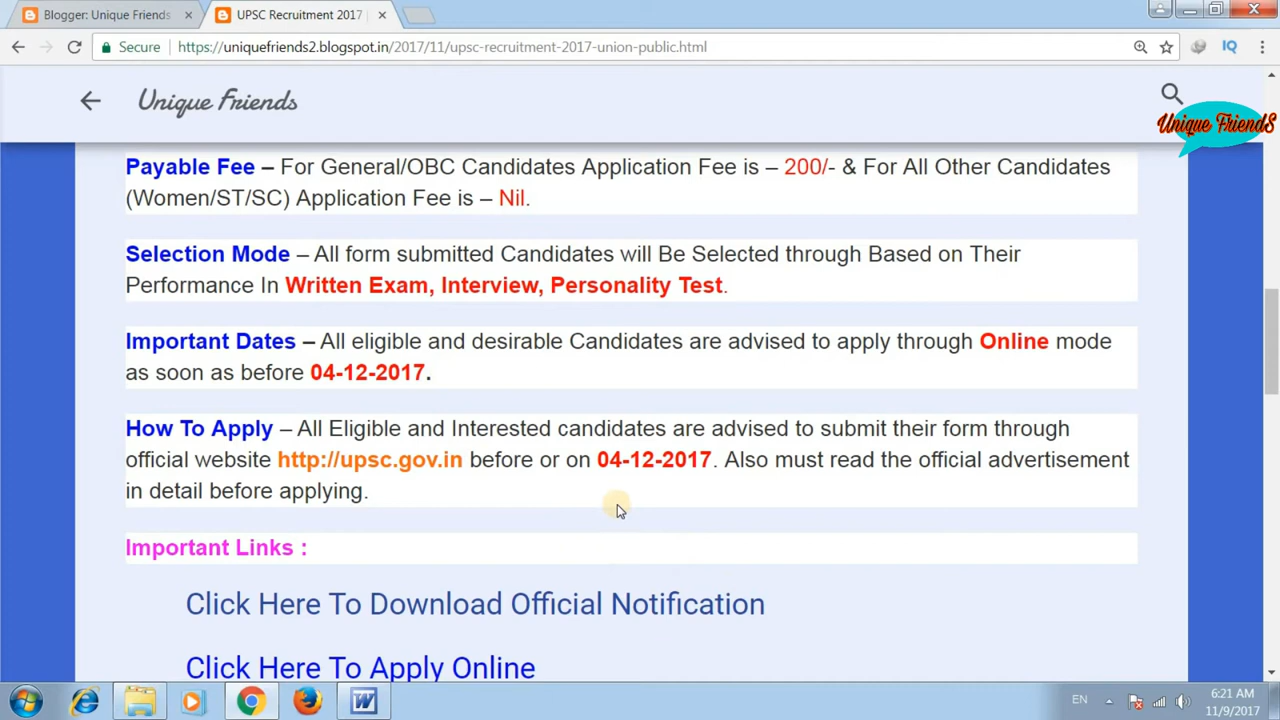 Blogger: Unique Friends
UPSC Recruitment 2017
Secure
https://uniquefriends2.blogspot.in/2017/11/upsc-recruitment-2017-union-public.html
IQ
Unique Friends
Unique FriendS
Payable Fee – For General/OBC Candidates Application Fee is – 200/- & For All Other Candidates
(Women/ST/SC) Application Fee is – Nil.
Selection Mode – All form submitted Candidates will Be Selected through Based on Their
Performance In Written Exam, Interview, Personality Test.
Important Dates – All eligible and desirable Candidates are advised to apply through Online mode
as soon as before 04-12-2017.
How To Apply – All Eligible and Interested candidates are advised to submit their form through
official website http://upsc.gov.in before or on 04-12-2017. Also must read the official advertisement
in detail before applying.
Important Links :
Click Here To Download Official Notification
Click Here To Apply Online
EN
6:21 AM
11/9/2017